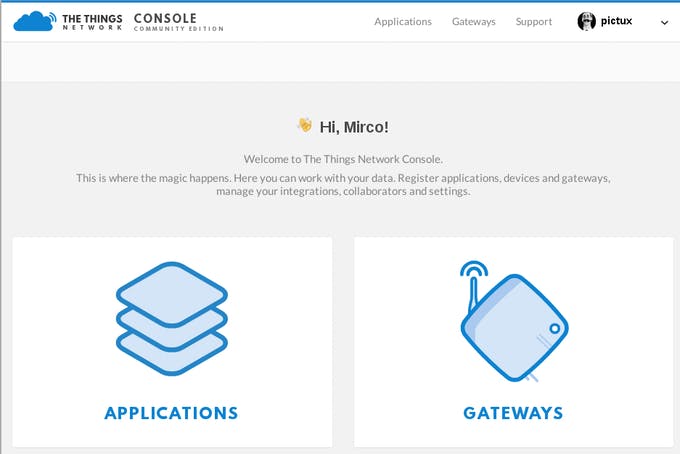 THE THINGS
NETWORK
CONSOLE
COMMUNITY EDITION
Applications
Gateways
Support
pictux
Hi, Mirco!
Welcome to The Things Network Console.
This is where the magic happens. Here you can work with your data. Register applications, devices and gateways,
manage your integrations, collaborators and settings.
APPLICATIONS
GATEWAYS